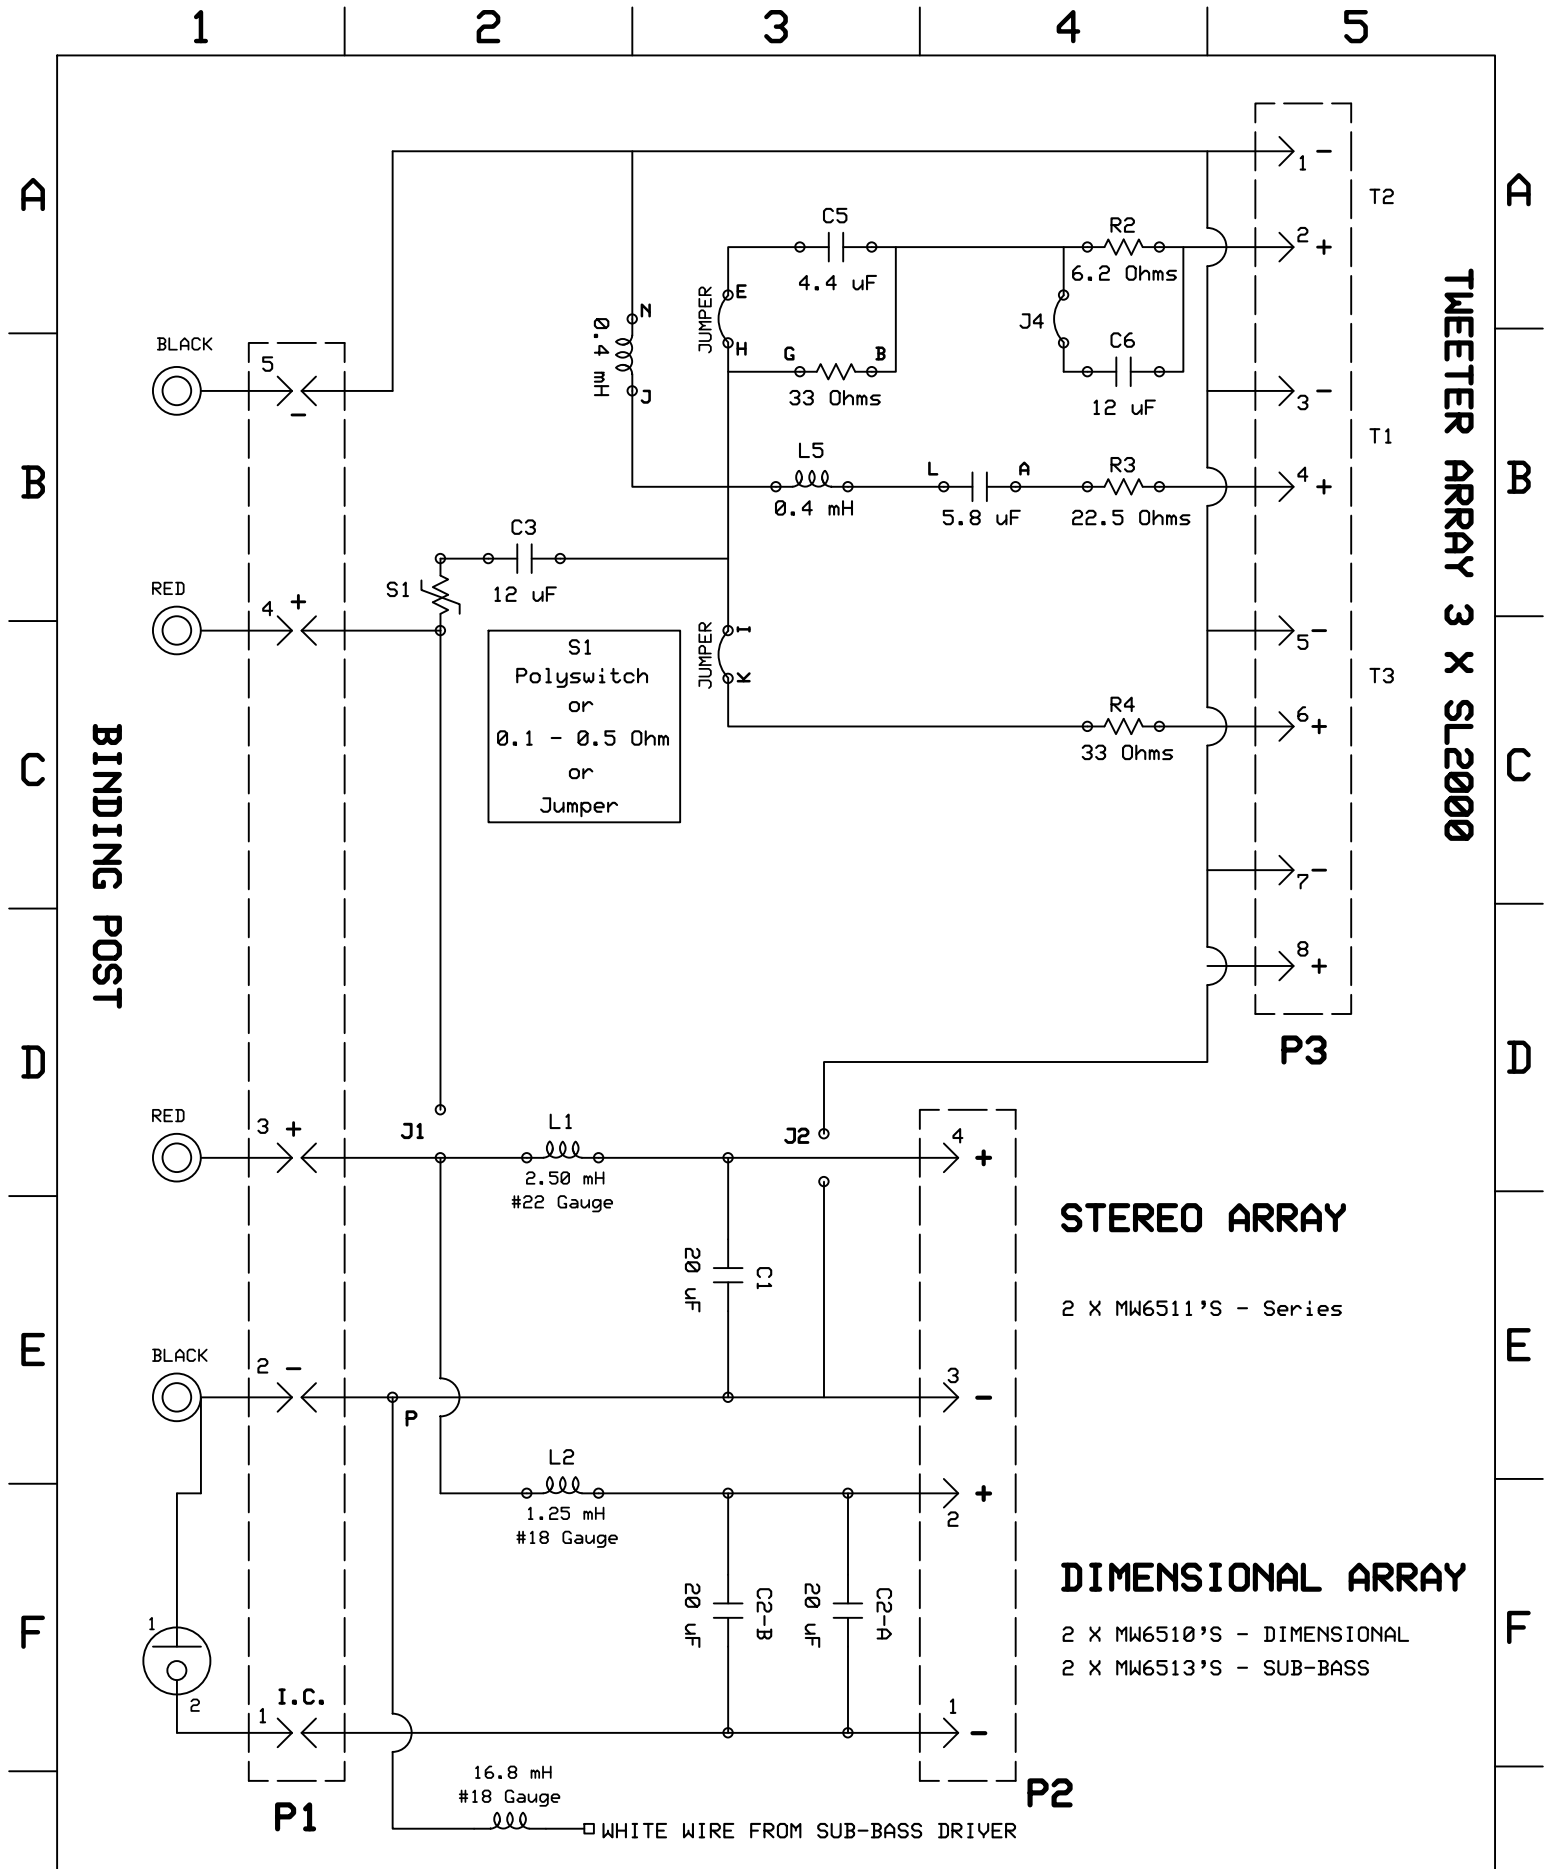 1 2 3 4 5
A A
1 -
T2
C5
R2
2 +
4.4 uF
6.2 Ohms
E
JUMPER
N
0.4 mH
J4
H
BLACK
C6
5
G B
J
33 Ohms
12 uF
3 -
-
T1
L5
L A
R3
B B
4 +
0.4 mH
5.8 uF
22.5 Ohms
TWEETER ARRAY 3 X SL2000
C3
S1
12 uF
RED
4 +
I
JUMPER
K
5 -
S1
Polyswitch
or
0.1 - 0.5 Ohm
or
Jumper
T3
R4
6 +
33 Ohms
C C
BINDING POST
7 -
8 +
P3
D D
RED
3 +
J1
L1
J2
4
+
2.50 mH
#22 Gauge
STEREO ARRAY
20 uF
C1
2 X MW6511'S - Series
E E
BLACK
2 -
3
-
P
L2
+
1.25 mH
#18 Gauge
2
DIMENSIONAL ARRAY
20 uF
C2-B
20 uF
C2-A
F F
1
2 X MW6510'S - DIMENSIONAL
2 X MW6513'S - SUB-BASS
2
I.C.
1
1
-
16.8 mH
#18 Gauge
P1
P2
WHITE WIRE FROM SUB-BASS DRIVER